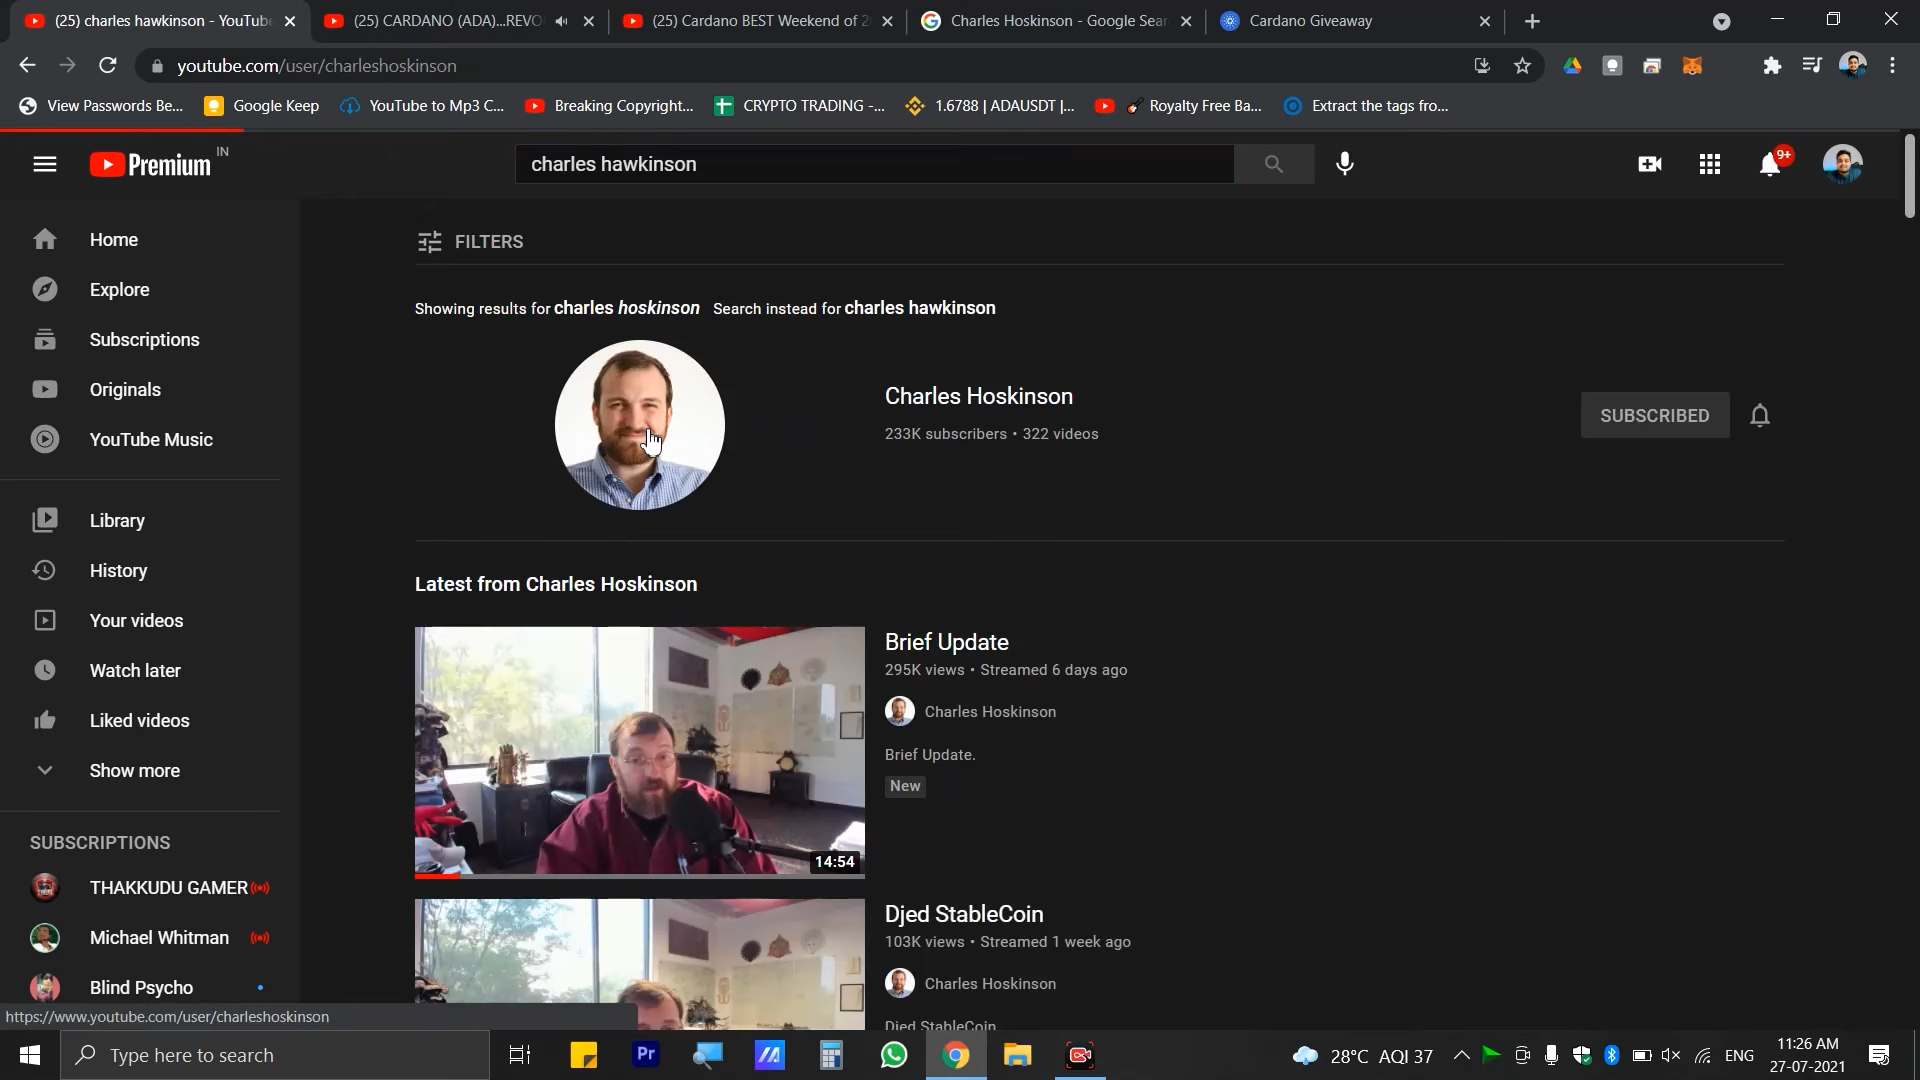 (25) charles hawkinson - YouTube
(25) CARDANO (ADA)...REVO
(25) Cardano BEST Weekend of 2
Charles Hoskinson - Google Sear
Cardano Giveaway
youtube.com/user/charleshoskinson
View Passwords Be...
Google Keep
YouTube to Mp3 C...
Breaking Copyright...
CRYPTO TRADING -...
1.6788 | ADAUSDT |...
Royalty Free Ba...
Extract the tags fro...
Premium IN
charles hawkinson
9+
Home
Explore
Subscriptions
Originals
YouTube Music
Library
History
Your videos
Watch later
Liked videos
Show more
SUBSCRIPTIONS
THAKKUDU GAMER
Michael Whitman
Blind Psycho
FILTERS
Showing results for charles hoskinson Search instead for charles hawkinson
Charles Hoskinson
233K subscribers • 322 videos
SUBSCRIBED
Latest from Charles Hoskinson
14:54
Brief Update
295K views • Streamed 6 days ago
Charles Hoskinson
Brief Update.
New
Djed StableCoin
103K views • Streamed 1 week ago
Charles Hoskinson
Djed StableCoin
https://www.youtube.com/user/charleshoskinson
Type here to search
Pr
28°C AQI 37
ENG
11:26 AM
27-07-2021